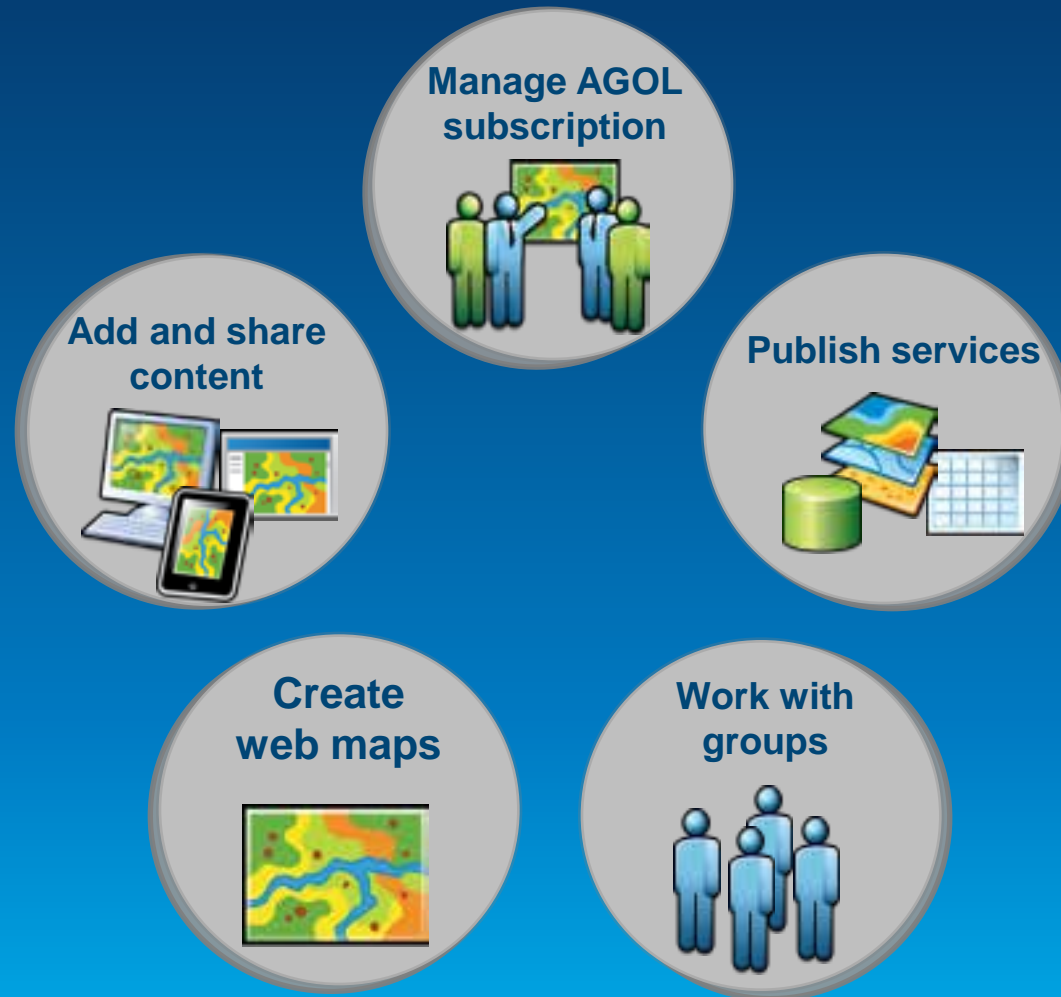 Manage AGOL
subscription
Add and share
content
Publish services
Create
web maps
Work with
groups